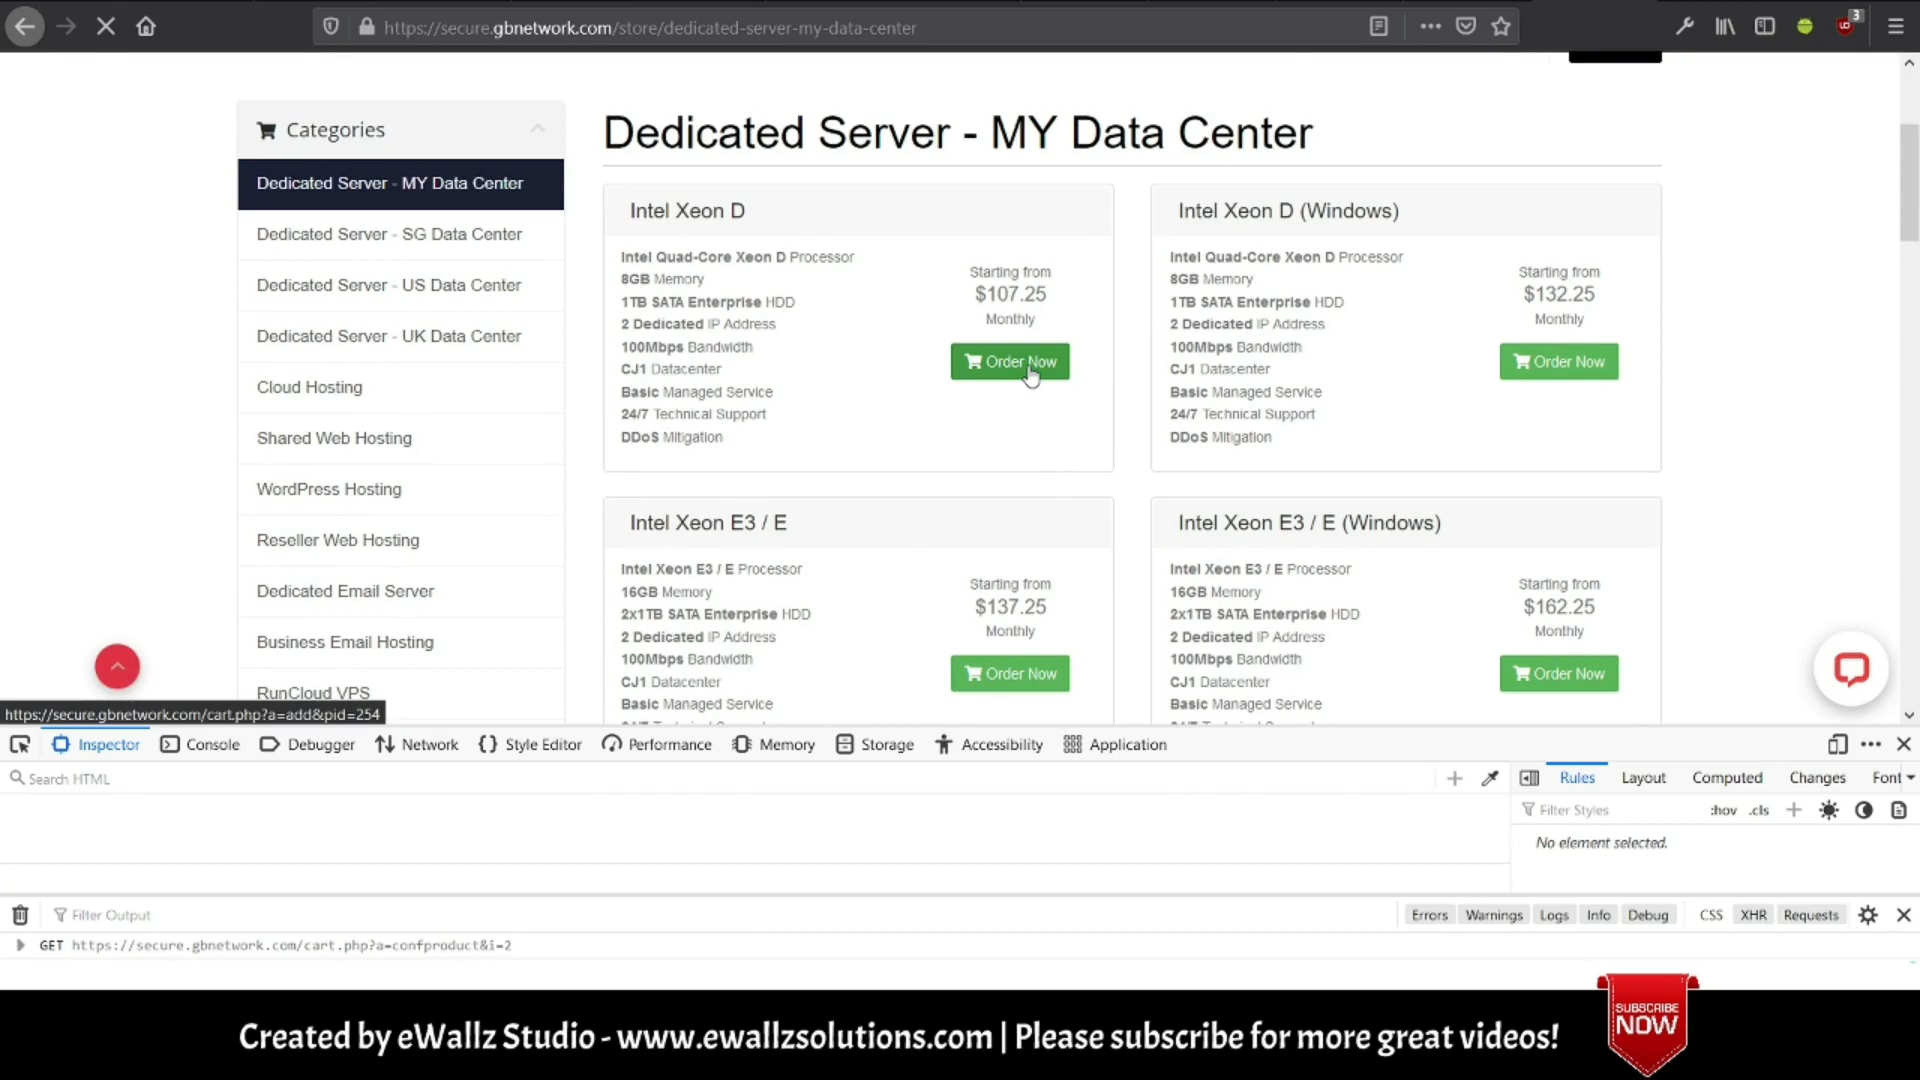 https://secure.gbnetwork.com/store/dedicated-server-my-data-center
3
Categories
Dedicated Server - MY Data Center
Dedicated Server - SG Data Center
Dedicated Server - US Data Center
Dedicated Server - UK Data Center
Cloud Hosting
Shared Web Hosting
WordPress Hosting
Reseller Web Hosting
Dedicated Email Server
Business Email Hosting
RunCloud VPS
Dedicated Server - MY Data Center
Intel Xeon D
Intel Quad-Core Xeon D Processor
8GB Memory
1TB SATA Enterprise HDD
2 Dedicated IP Address
100Mbps Bandwidth
CJ1 Datacenter
Basic Managed Service
24/7 Technical Support
DDoS Mitigation
Starting from
$107.25
Monthly
Order Now
Intel Xeon D (Windows)
Intel Quad-Core Xeon D Processor
8GB Memory
1TB SATA Enterprise HDD
2 Dedicated IP Address
100Mbps Bandwidth
CJ1 Datacenter
Basic Managed Service
24/7 Technical Support
DDoS Mitigation
Starting from
$132.25
Monthly
Order Now
Intel Xeon E3 / E
Intel Xeon E3 / E Processor
16GB Memory
2x1TB SATA Enterprise HDD
2 Dedicated IP Address
100Mbps Bandwidth
CJ1 Datacenter
Basic Managed Service
Starting from
$137.25
Monthly
Order Now
Intel Xeon E3 / E (Windows)
Intel Xeon E3 / E Processor
16GB Memory
2x1TB SATA Enterprise HDD
2 Dedicated IP Address
100Mbps Bandwidth
CJ1 Datacenter
Basic Managed Service
Starting from
$162.25
Monthly
Order Now
https://secure.gbnetwork.com/cart.php?a=add&pid=254
Inspector Console Debugger Network Style Editor Performance Memory Storage Accessibility Application
Search HTML
Rules Layout Computed Changes Font
Filter Styles :hov .cls
No element selected.
Filter Output Errors Warnings Logs Info Debug CSS XHR Requests
GET https://secure.gbnetwork.com/cart.php?a=confproduct&i=2
Created by eWallz Studio - www.ewallzsolutions.com | Please subscribe for more great videos!
SUBSCRIBE
NOW